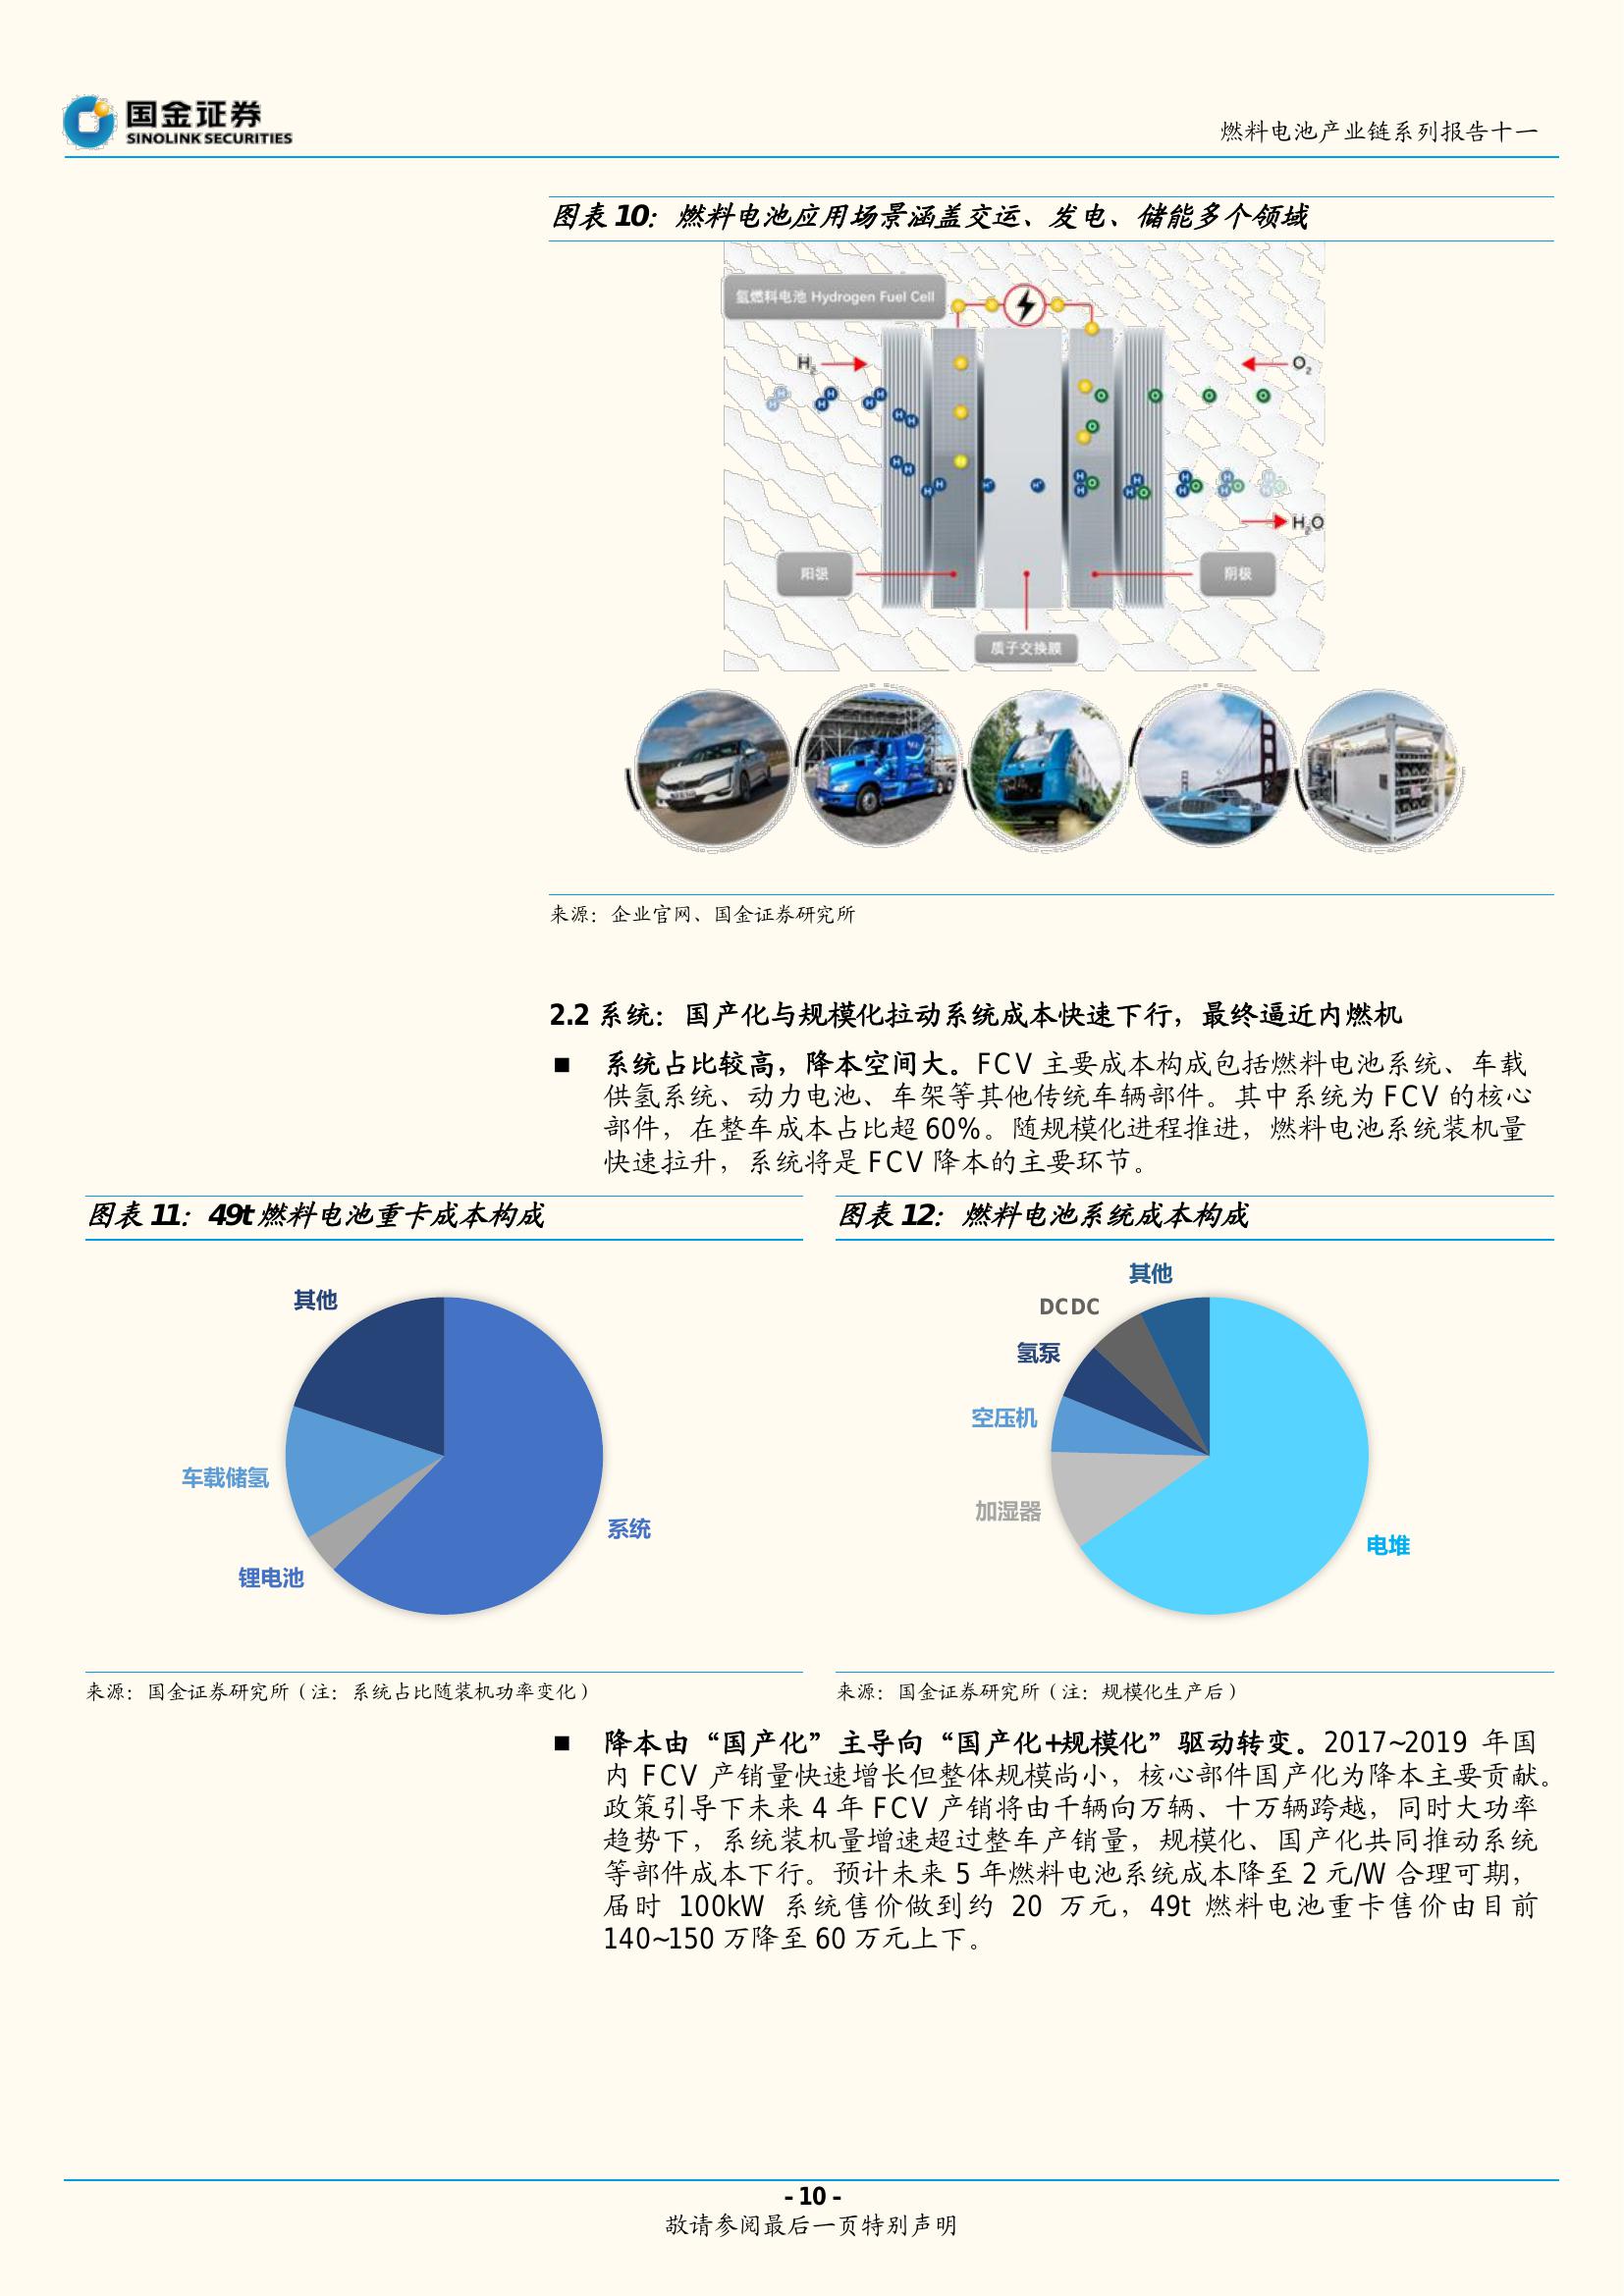 国金证券
SINOLINK SECURITIES
燃料电池产业链系列报告十一
图表 10：燃料电池应用场景涵盖交运、发电、储能多个领域
氢燃料电池 Hydrogen Fuel Cell
H₂
O₂
H₂O
阳极
阴极
质子交换膜
来源：企业官网、国金证券研究所
2.2 系统：国产化与规模化拉动系统成本快速下行，最终逼近内燃机
■ 系统占比较高，降本空间大。FCV 主要成本构成包括燃料电池系统、车载
供氢系统、动力电池、车架等其他传统车辆部件。其中系统为 FCV 的核心
部件，在整车成本占比超 60%。随规模化进程推进，燃料电池系统装机量
快速拉升，系统将是 FCV 降本的主要环节。
图表 11：49t 燃料电池重卡成本构成
其他
车载储氢
锂电池
系统
来源：国金证券研究所（注：系统占比随装机功率变化）
图表 12：燃料电池系统成本构成
其他
DCDC
氢泵
空压机
加湿器
电堆
来源：国金证券研究所（注：规模化生产后）
■ 降本由“国产化”主导向“国产化+规模化”驱动转变。2017~2019 年国
内 FCV 产销量快速增长但整体规模尚小，核心部件国产化为降本主要贡献。
政策引导下未来 4 年 FCV 产销将由千辆向万辆、十万辆跨越，同时大功率
趋势下，系统装机量增速超过整车产销量，规模化、国产化共同推动系统
等部件成本下行。预计未来 5 年燃料电池系统成本降至 2 元/W 合理可期，
届时 100kW 系统售价做到约 20 万元，49t 燃料电池重卡售价由目前
140~150 万降至 60 万元上下。
- 10 -
敬请参阅最后一页特别声明